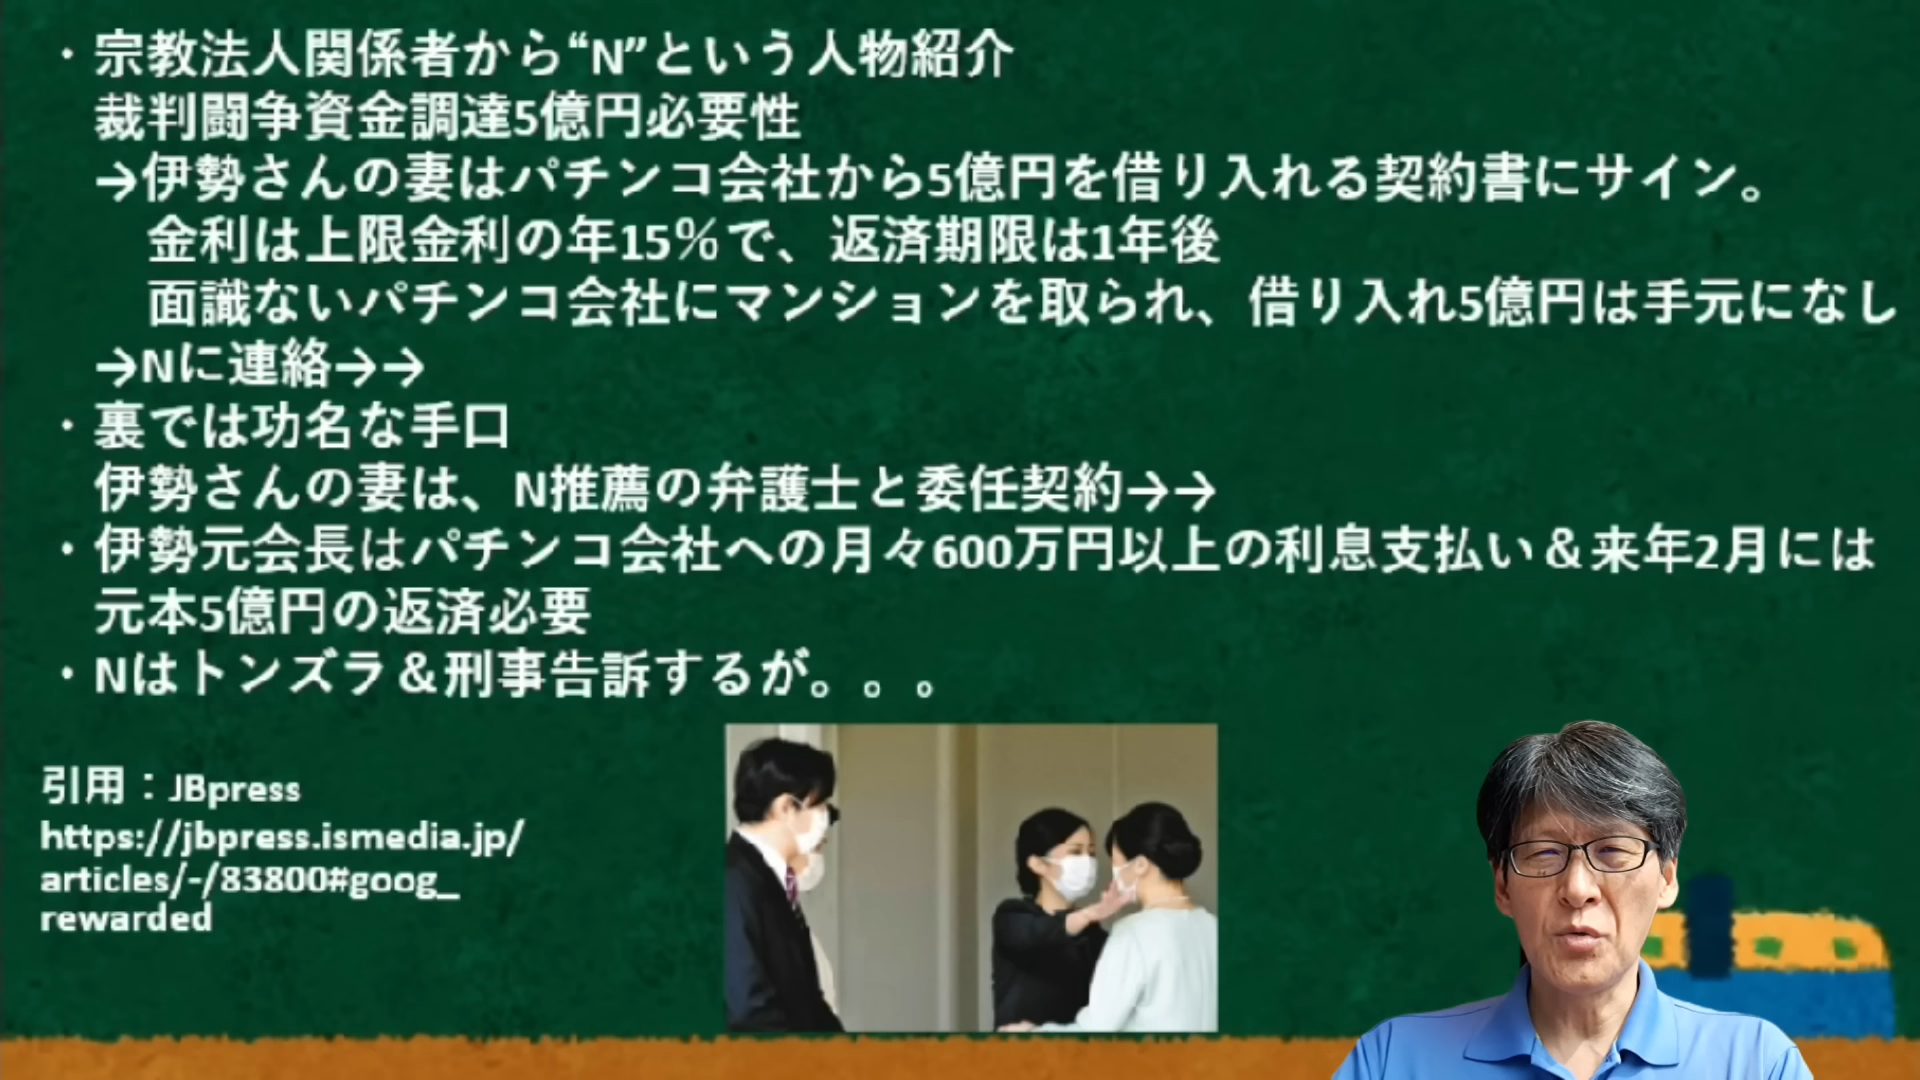 ・宗教法人関係者から“N”という人物紹介
裁判闘争資金調達5億円必要性
→伊勢さんの妻はパチンコ会社から5億円を借り入れる契約書にサイン。
金利は上限金利の年15％で、返済期限は1年後
面識ないパチンコ会社にマンションを取られ、借り入れ5億円は手元になし
→Nに連絡→→
・裏では功名な手口
伊勢さんの妻は、N推薦の弁護士と委任契約→→
・伊勢元会長はパチンコ会社への月々600万円以上の利息支払い＆来年2月には
元本5億円の返済必要
・Nはトンズラ＆刑事告訴するが。。。
引用：JBpress
https://jbpress.ismedia.jp/
articles/-/83800#goog_
rewarded